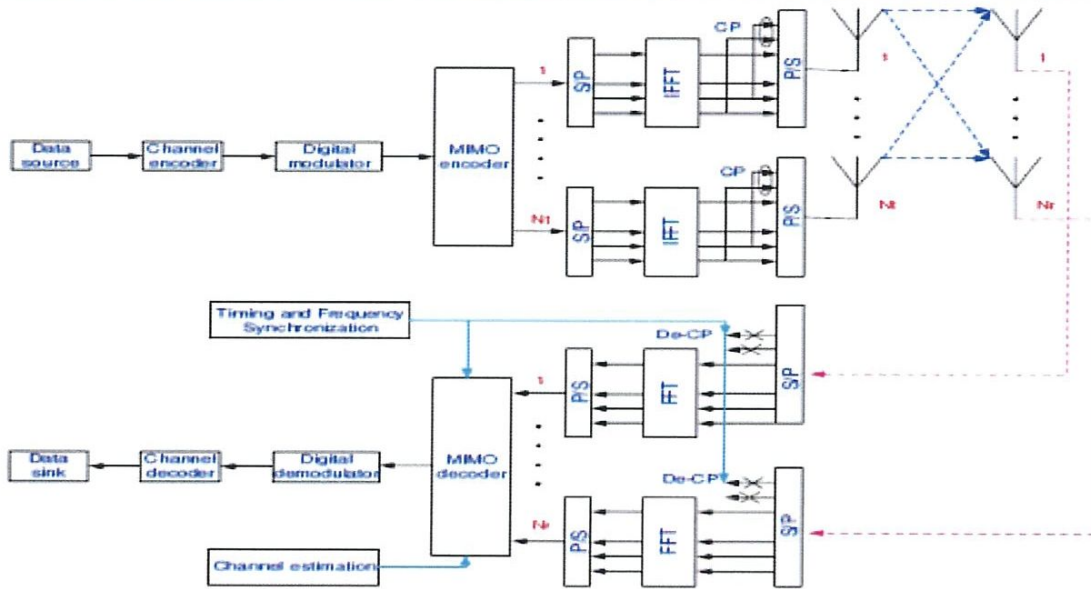 CP
S/P
IFFT
P/S
1
1
1
Data
source
Channel
encoder
Digital
modulator
MIMO
encoder
CP
Nt
S/P
IFFT
P/S
Nt
Nr
Timing and Frequency
Synchronization
De-CP
1
P/S
FFT
S/P
Data
sink
Channel
decoder
Digital
demodulator
MIMO
decoder
De-CP
Nr
P/S
FFT
S/P
Channel estimation